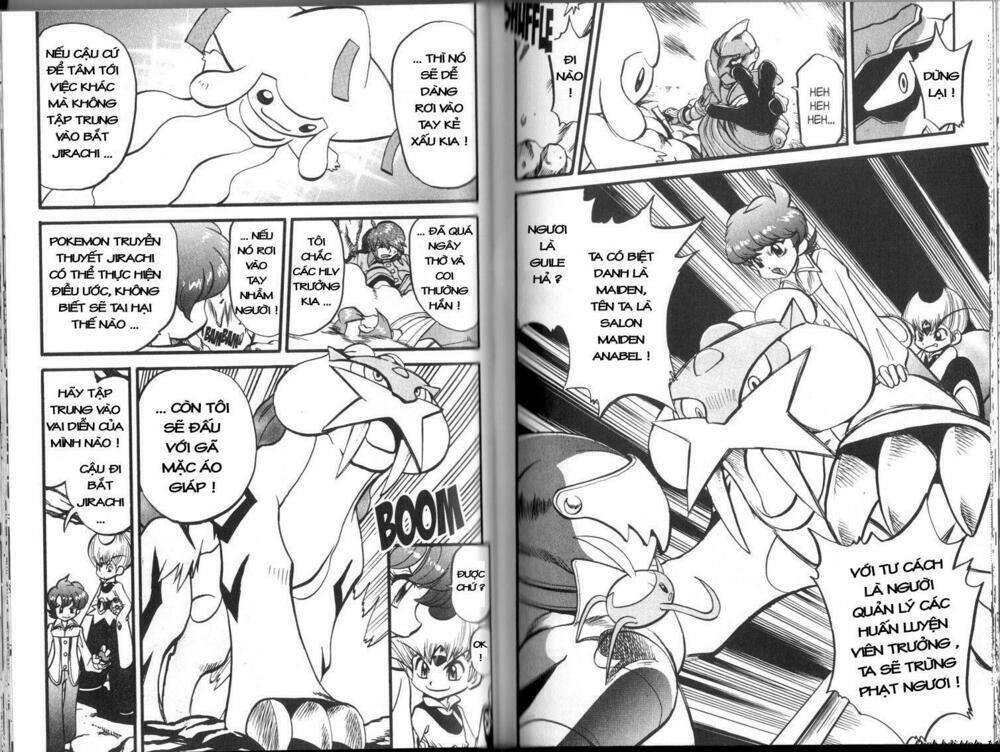 NẾU CẬU CỨ
ĐỂ TÂM TỚI
VIỆC KHÁC
MÀ KHÔNG
TẬP TRUNG
VÀO BẮT
JIRACHI ...
... THÌ NÓ
SẼ DỄ
DÀNG
RƠI VÀO
TAY KẺ
XẤU KIA !
POKEMON TRUYỀN
THUYẾT JIRACHI
CÓ THỂ THỰC HIỆN
ĐIỀU ƯỚC, KHÔNG
BIẾT SẼ TAI HẠI
THẾ NÀO ...
... NẾU
NÓ RƠI
VÀO
TAY
NHẦM
NGƯỜI !
BAMBAMU
TÔI
CHẮC
CÁC HLV
TRƯỞNG
KIA ...
... ĐÃ QUÁ
NGÂY
THƠ VÀ
COI
THƯỜNG
HẮN !
HÃY TẬP
TRUNG VÀO
VAI DIỄN CỦA
MÌNH NÀO !
CẬU ĐI
BẮT
JIRACHI
...
... CÒN TÔI
SẼ ĐẤU
VỚI GÃ
MẶC ÁO
GIÁP !
BOOM
ĐƯỢC
CHỨ ?
OK
!
SHUFFLE
ĐI
NÀO
!
HEH
HEH
HEH...
DỪNG
LẠI !
NGƯƠI
LÀ
GUILE
HẢ ?
TA CÓ BIỆT
DANH LÀ
MAIDEN,
TÊN TA LÀ
SALON
MAIDEN
ANABEL !
VỚI TƯ CÁCH
LÀ NGƯỜI
QUẢN LÝ CÁC
HUẤN LUYỆN
VIÊN TRƯỞNG ,
TA SẼ TRỪNG
PHẠT NGƯƠI !